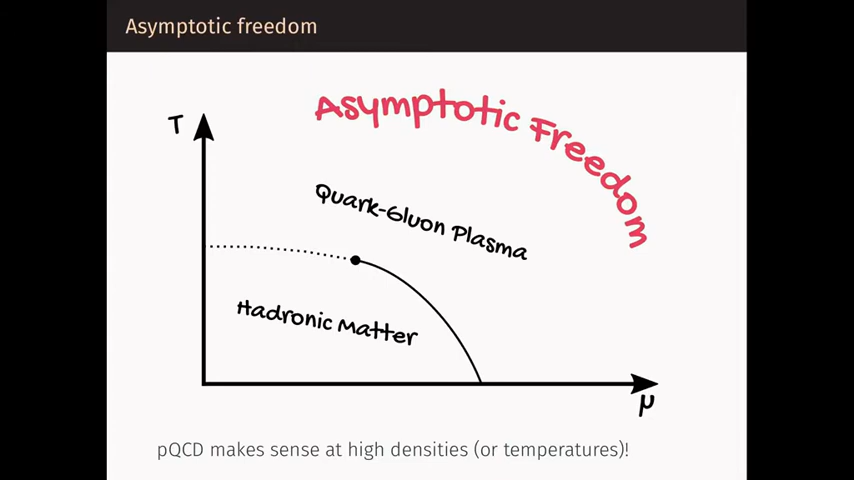 Asymptotic freedom
Asymptotic Freedom
T
Quark-Gluon Plasma
Hadronic Matter
μ
pQCD makes sense at high densities (or temperatures)!